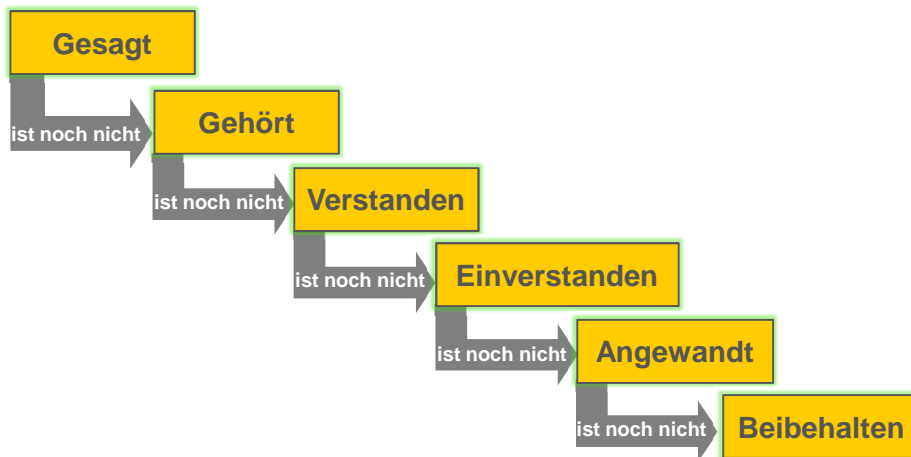 Gesagt
ist noch nicht
Gehört
ist noch nicht
Verstanden
ist noch nicht
Einverstanden
ist noch nicht
Angewandt
ist noch nicht
Beibehalten